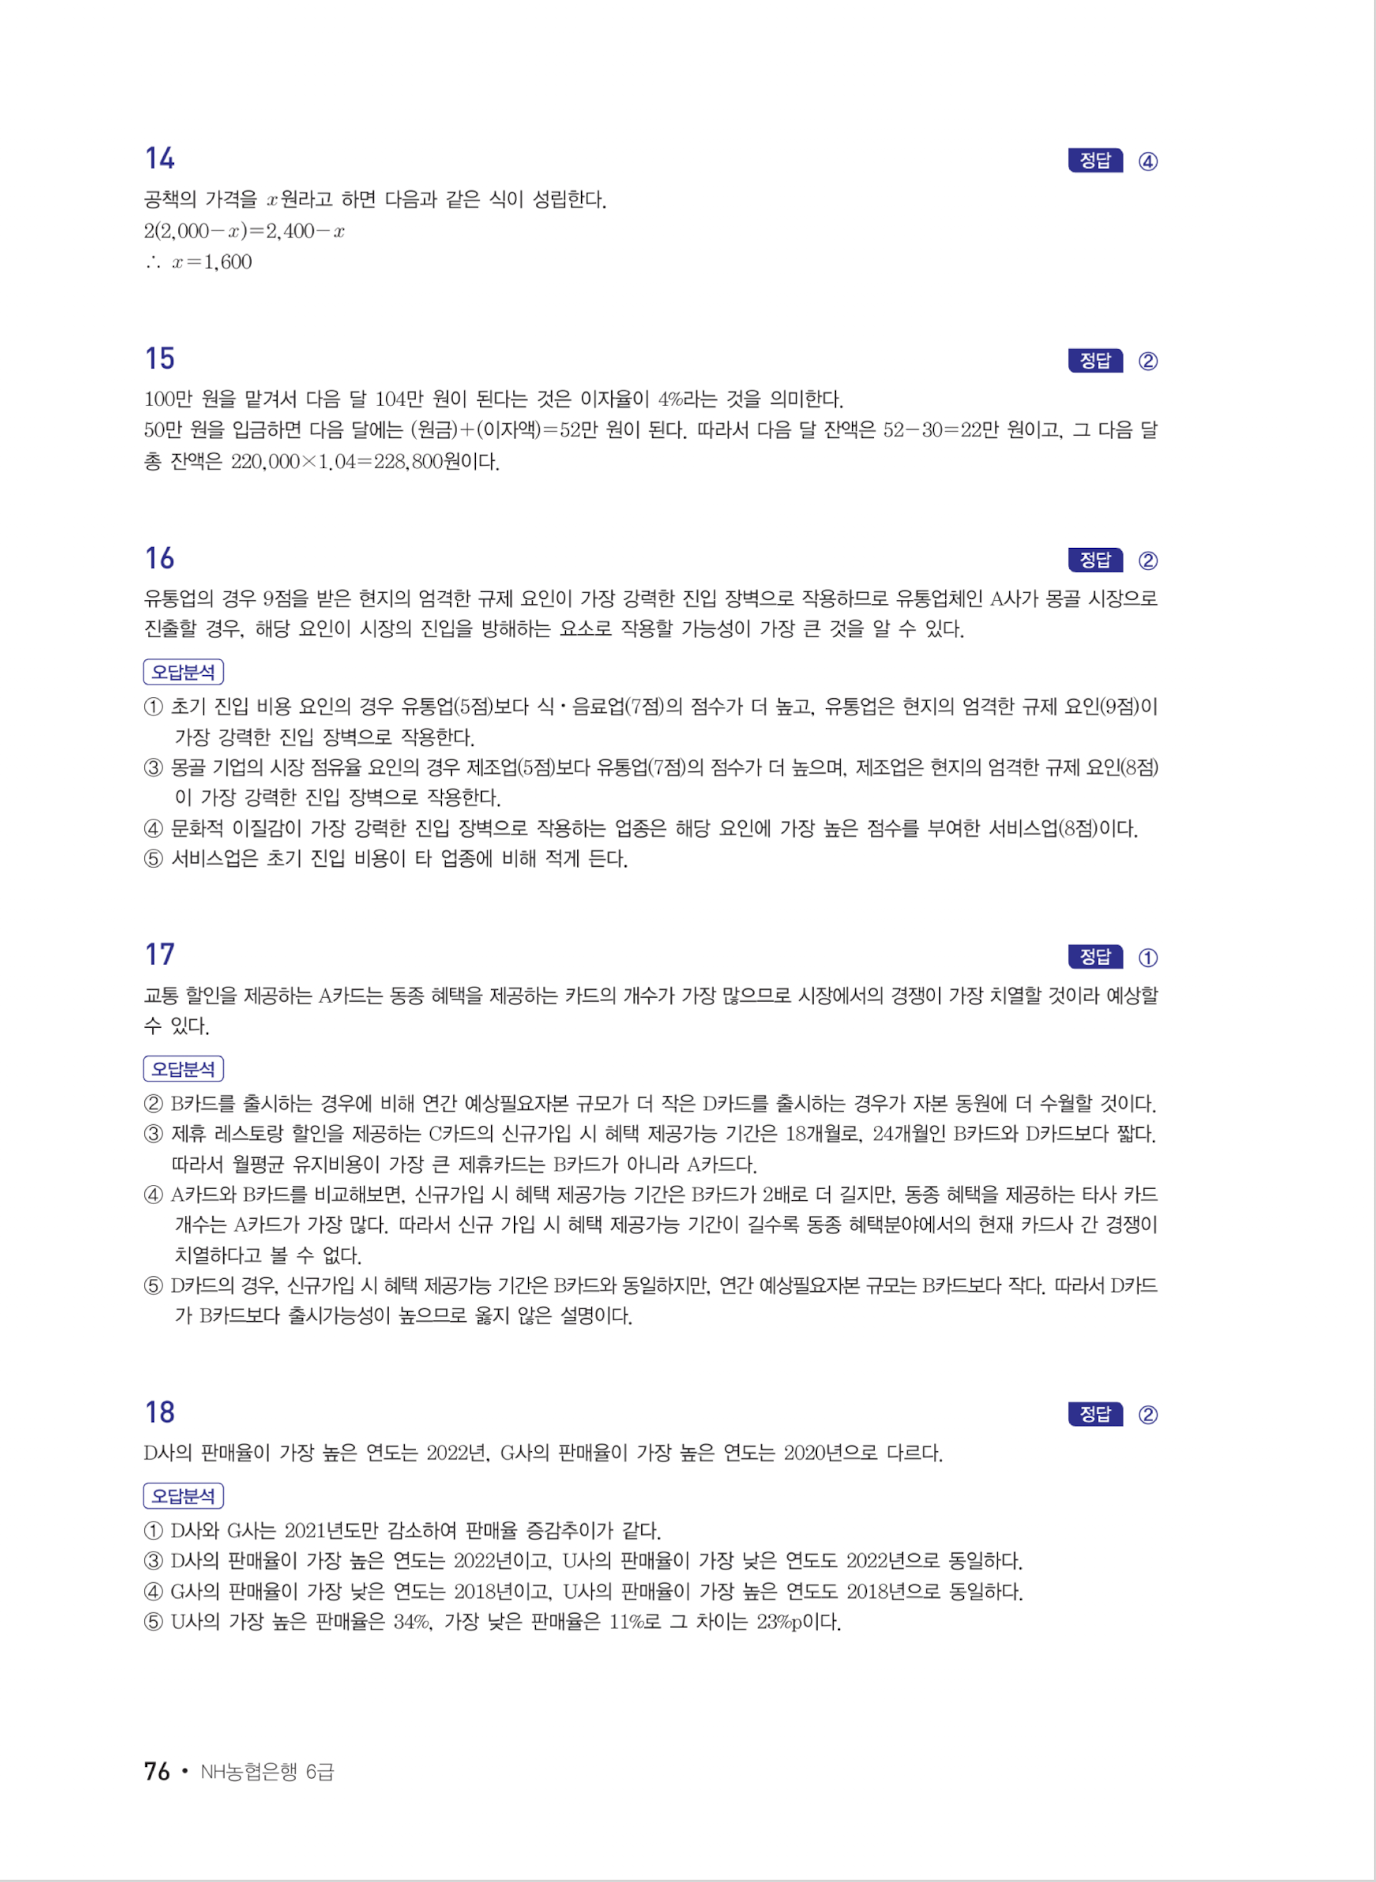 14
정답 ④
공책의 가격을 x원라고 하면 다음과 같은 식이 성립한다.
2(2,000-x)=2,400-x
∴ x=1,600
15
정답 ②
100만 원을 맡겨서 다음 달 104만 원이 된다는 것은 이자율이 4%라는 것을 의미한다.
50만 원을 입금하면 다음 달에는 (원금)+(이자액)=52만 원이 된다. 따라서 다음 달 잔액은 52-30=22만 원이고, 그 다음 달
총 잔액은 220,000×1.04=228,800원이다.
16
정답 ②
유통업의 경우 9점을 받은 현지의 엄격한 규제 요인이 가장 강력한 진입 장벽으로 작용하므로 유통업체인 A사가 몽골 시장으로
진출할 경우, 해당 요인이 시장의 진입을 방해하는 요소로 작용할 가능성이 가장 큰 것을 알 수 있다.
오답분석
① 초기 진입 비용 요인의 경우 유통업(5점)보다 식·음료업(7점)의 점수가 더 높고, 유통업은 현지의 엄격한 규제 요인(9점)이
가장 강력한 진입 장벽으로 작용한다.
③ 몽골 기업의 시장 점유율 요인의 경우 제조업(5점)보다 유통업(7점)의 점수가 더 높으며, 제조업은 현지의 엄격한 규제 요인(8점)
이 가장 강력한 진입 장벽으로 작용한다.
④ 문화적 이질감이 가장 강력한 진입 장벽으로 작용하는 업종은 해당 요인에 가장 높은 점수를 부여한 서비스업(8점)이다.
⑤ 서비스업은 초기 진입 비용이 타 업종에 비해 적게 든다.
17
정답 ①
교통 할인을 제공하는 A카드는 동종 혜택을 제공하는 카드의 개수가 가장 많으므로 시장에서의 경쟁이 가장 치열할 것이라 예상할
수 있다.
오답분석
② B카드를 출시하는 경우에 비해 연간 예상필요자본 규모가 더 작은 D카드를 출시하는 경우가 자본 동원에 더 수월할 것이다.
③ 제휴 레스토랑 할인을 제공하는 C카드의 신규가입 시 혜택 제공가능 기간은 18개월로, 24개월인 B카드와 D카드보다 짧다.
따라서 월평균 유지비용이 가장 큰 제휴카드는 B카드가 아니라 A카드다.
④ A카드와 B카드를 비교해보면, 신규가입 시 혜택 제공가능 기간은 B카드가 2배로 더 길지만, 동종 혜택을 제공하는 타사 카드
개수는 A카드가 가장 많다. 따라서 신규 가입 시 혜택 제공가능 기간이 길수록 동종 혜택분야에서의 현재 카드사 간 경쟁이
치열하다고 볼 수 없다.
⑤ D카드의 경우, 신규가입 시 혜택 제공가능 기간은 B카드와 동일하지만, 연간 예상필요자본 규모는 B카드보다 작다. 따라서 D카드
가 B카드보다 출시가능성이 높으므로 옳지 않은 설명이다.
18
정답 ②
D사의 판매율이 가장 높은 연도는 2022년, G사의 판매율이 가장 높은 연도는 2020년으로 다르다.
오답분석
① D사와 G사는 2021년도만 감소하여 판매율 증감추이가 같다.
③ D사의 판매율이 가장 높은 연도는 2022년이고, U사의 판매율이 가장 낮은 연도도 2022년으로 동일하다.
④ G사의 판매율이 가장 낮은 연도는 2018년이고, U사의 판매율이 가장 높은 연도도 2018년으로 동일하다.
⑤ U사의 가장 높은 판매율은 34%, 가장 낮은 판매율은 11%로 그 차이는 23%p이다.
76 • NH농협은행 6급